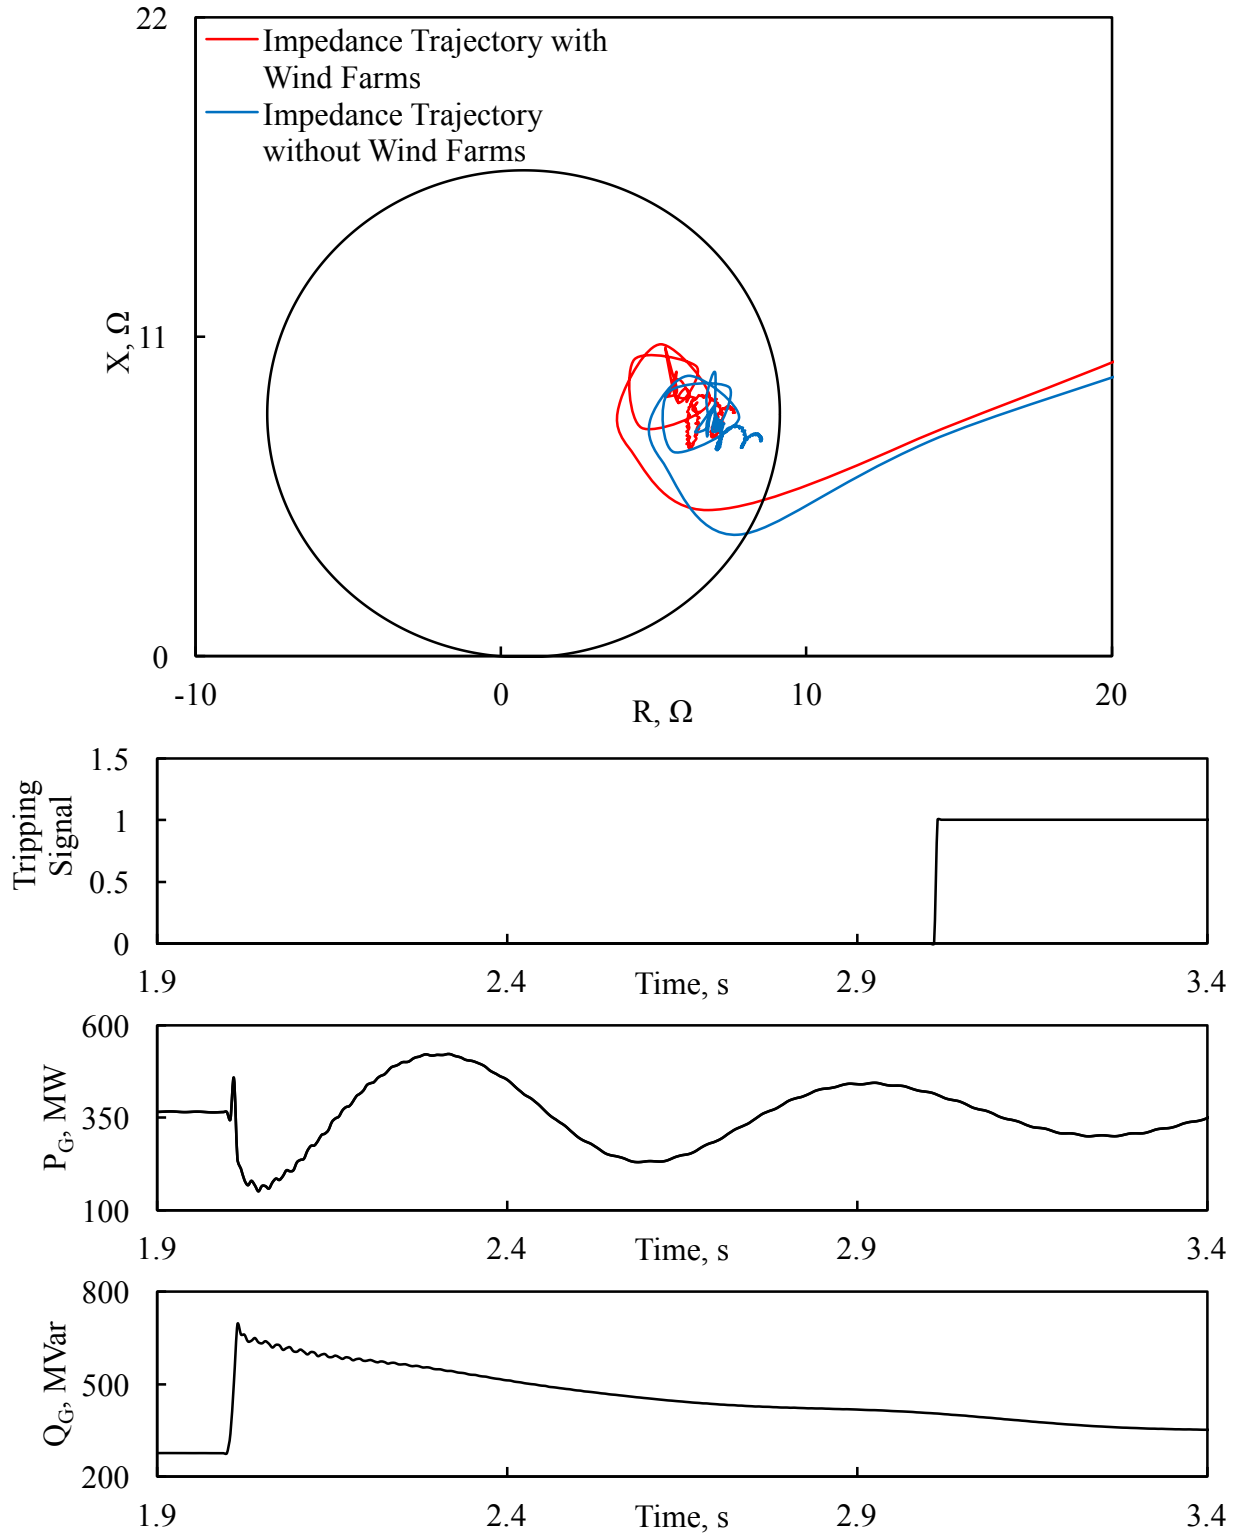 22
Impedance Trajectory with
Wind Farms
Impedance Trajectory
without Wind Farms
X, Ω
11
0
-10
0
10
20
R, Ω
Tripping
Signal
1.5
1
0.5
0
1.9
2.4
Time, s
2.9
3.4
P_G, MW
600
350
100
1.9
2.4
Time, s
2.9
3.4
Q_G, MVar
800
500
200
1.9
2.4
Time, s
2.9
3.4